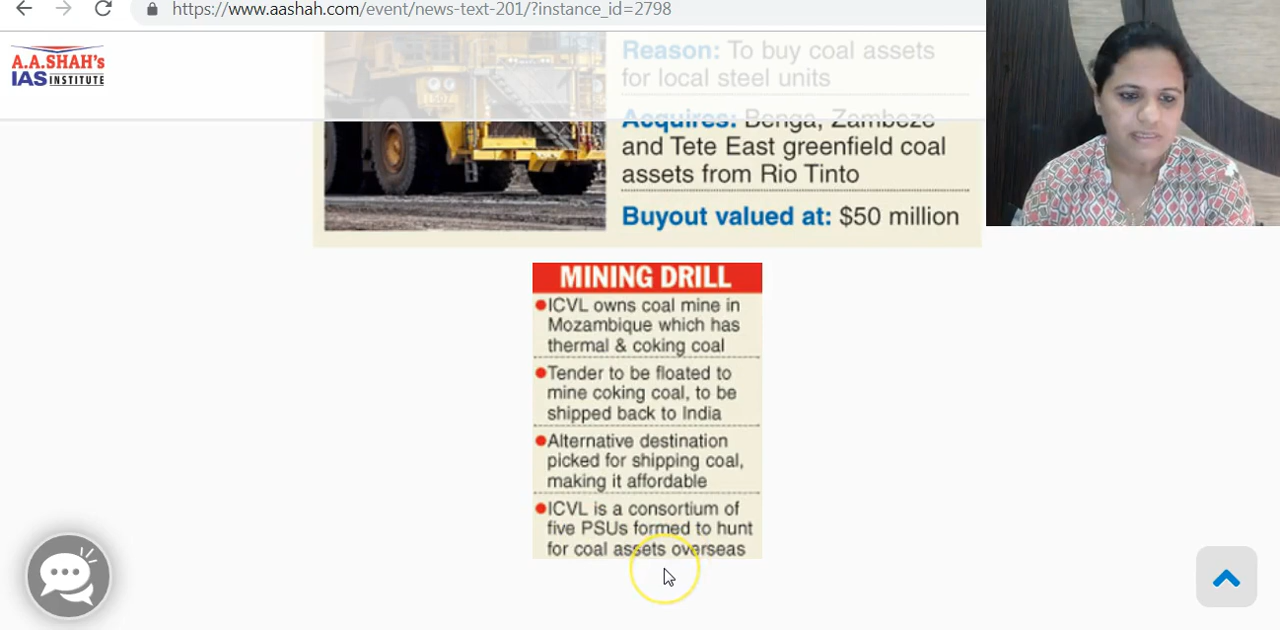 https://www.aashah.com/event/news-text-201/?instance_id=2798
A.A.SHAH's
IAS INSTITUTE
Reason: To buy coal assets
for local steel units
Acquires: Benga, Zambeze
and Tete East greenfield coal
assets from Rio Tinto
Buyout valued at: $50 million
MINING DRILL
ICVL owns coal mine in
Mozambique which has
thermal & coking coal
Tender to be floated to
mine coking coal, to be
shipped back to India
Alternative destination
picked for shipping coal,
making it affordable
ICVL is a consortium of
five PSUs formed to hunt
for coal assets overseas